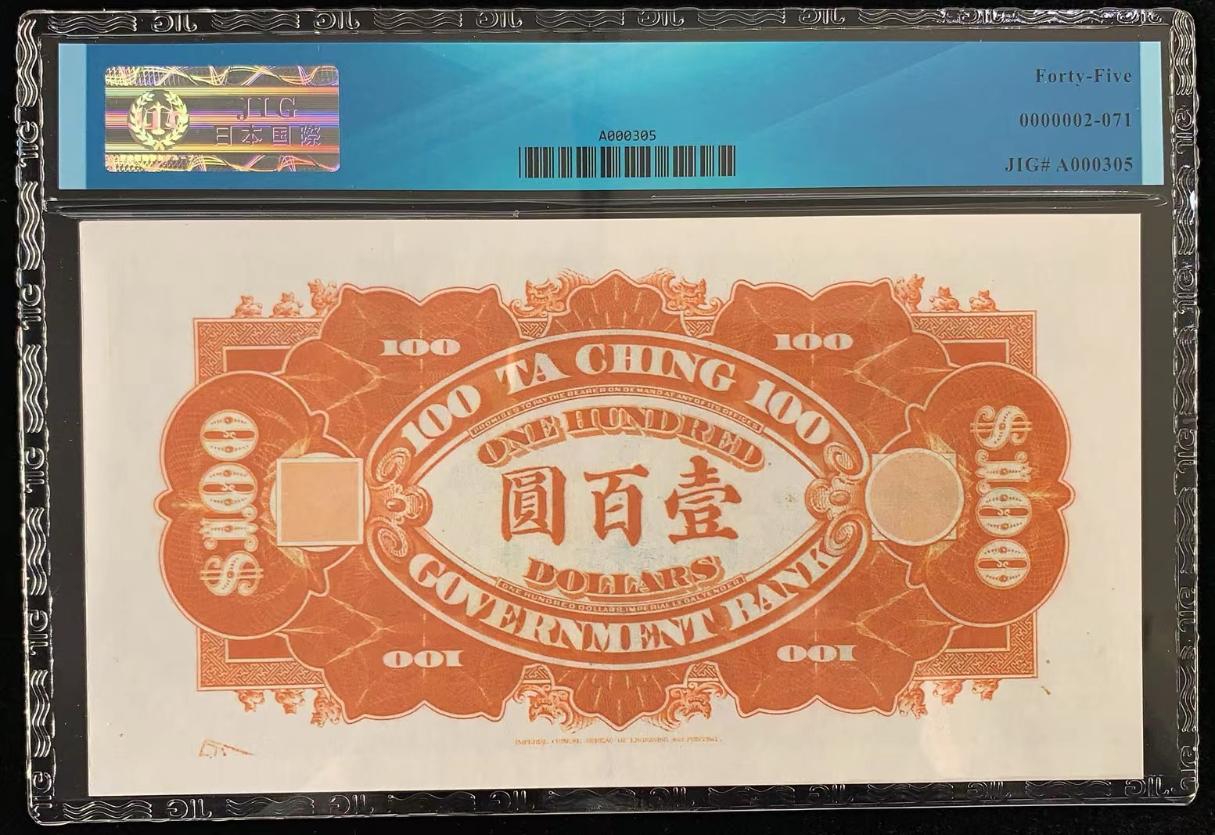 JIG
日本国際
A000305
Forty-Five
0000002-071
JIG# A000305
100
100
100 TA CHING 100
PROMISES TO PAY THE BEARER ON DEMAND AT ANY OF ITS OFFICES
ONE HUNDRED
圓百壹
DOLLARS
ONE HUNDRED DOLLARS IMPERIAL LEGAL TENDER
GOVERNMENT BANK
$100
$100
100
100
IMPERIAL CHINESE BUREAU OF ENGRAVING AND PRINTING.